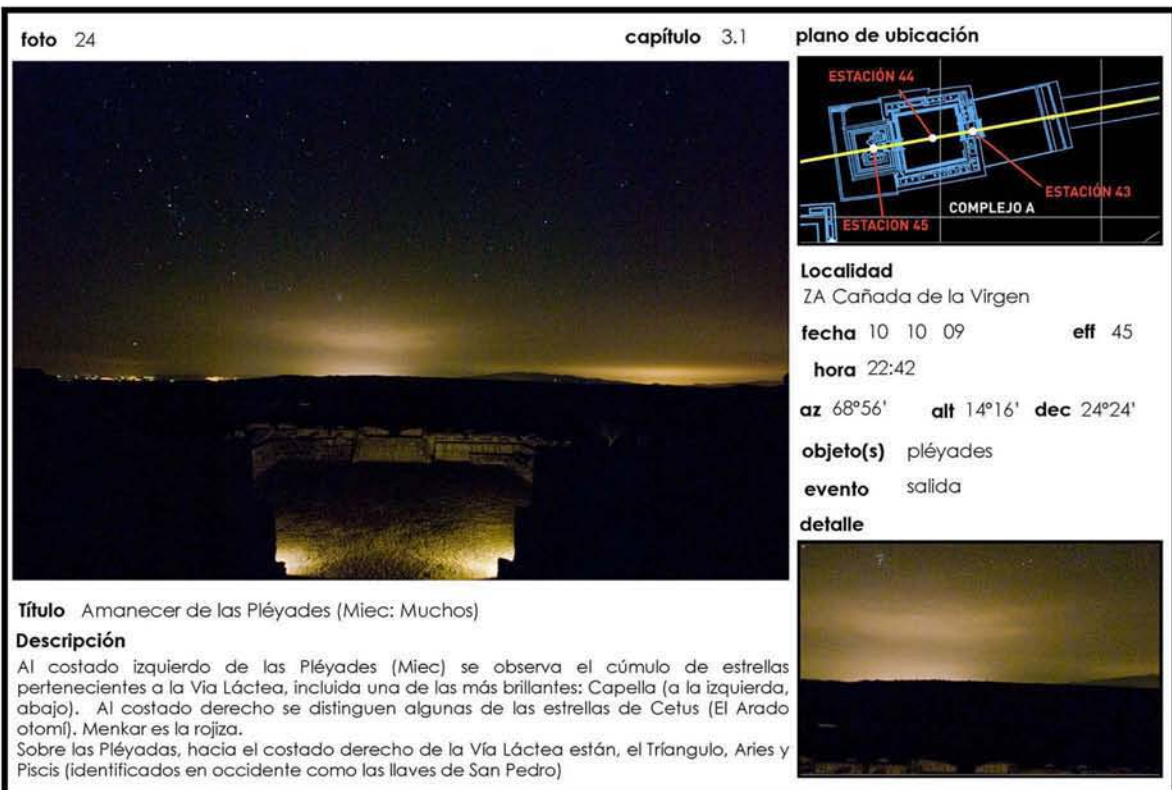 foto 24 capítulo 3.1
plano de ubicación
ESTACIÓN 44
ESTACIÓN 43
COMPLEJO A
ESTACIÓN 45
Localidad
ZA Cañada de la Virgen
fecha 10 10 09 eff 45
hora 22:42
az 68°56' alt 14°16' dec 24°24'
objeto(s) pléyades
evento salida
detalle
Título Amanecer de las Pléyades (Miec: Muchos)
Descripción
Al costado izquierdo de las Pléyades (Miec) se observa el cúmulo de estrellas
pertenecientes a la Via Láctea, incluida una de las más brillantes: Capella (a la izquierda,
abajo). Al costado derecho se distinguen algunas de las estrellas de Cetus (El Arado
otomí). Menkar es la rojiza.
Sobre las Pléyadas, hacia el costado derecho de la Vía Láctea están, el Tríangulo, Aries y
Piscis (identificados en occidente como las llaves de San Pedro)